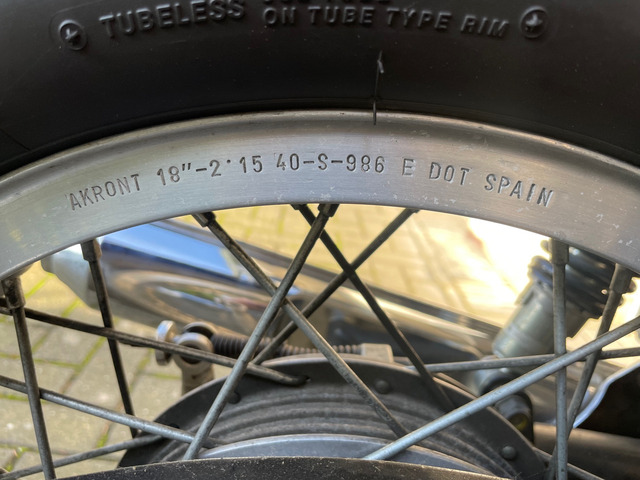 TUBELESS
ON TUBE TYPE RIM
AKRONT 18"-2·15 40-S-986 E DOT SPAIN